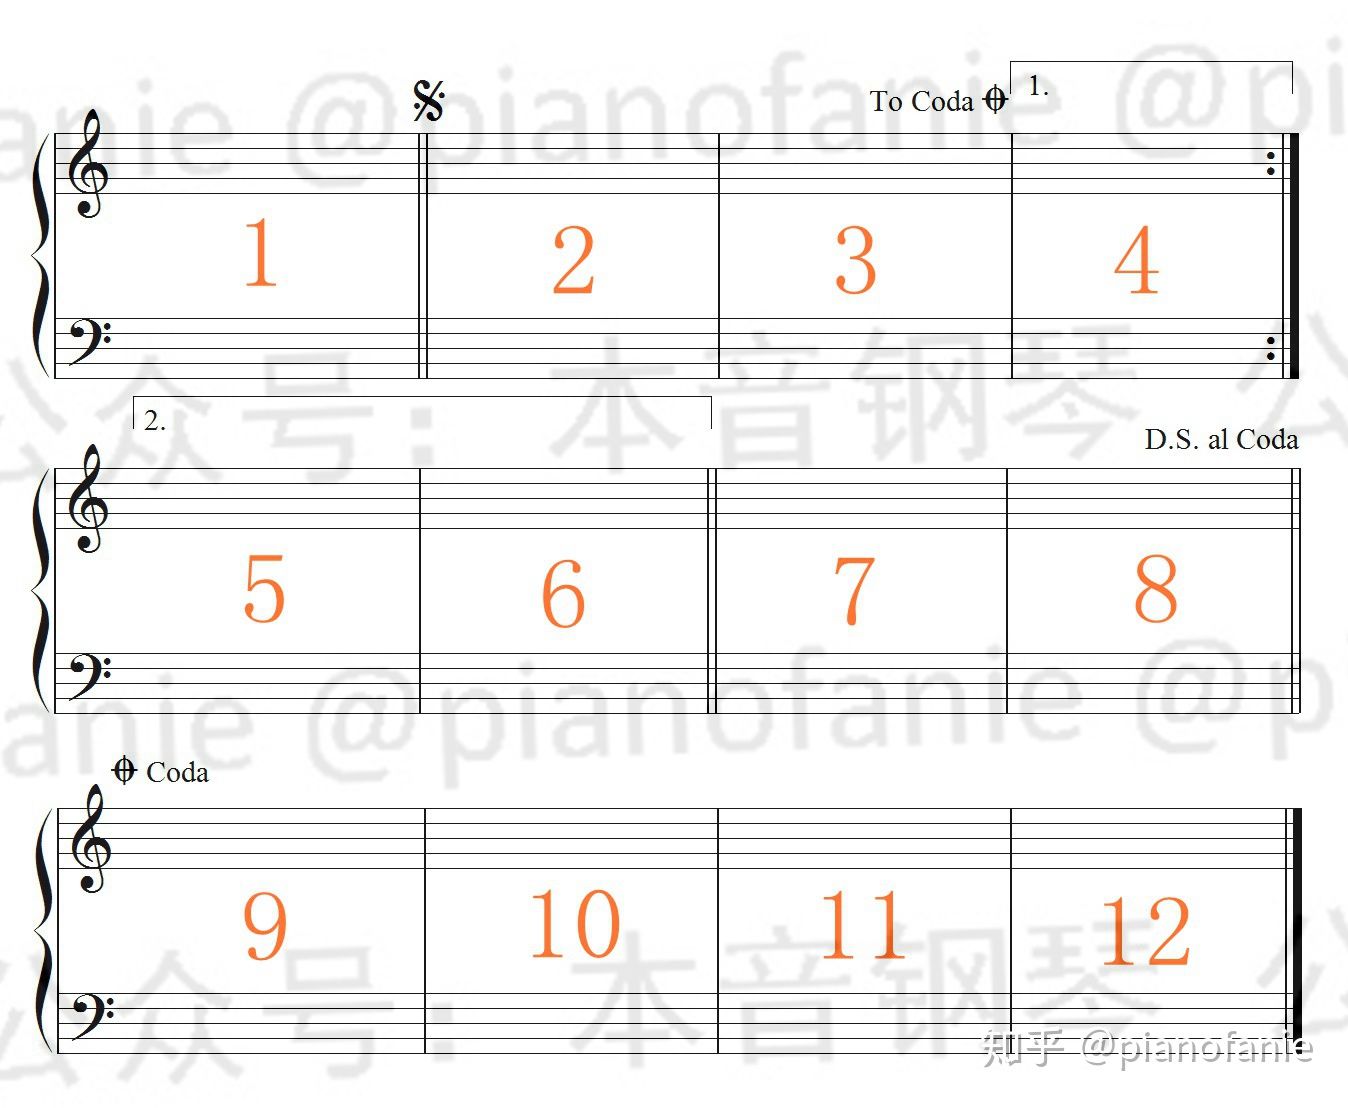 To Coda 1.
1 2 3 4
2.
D.S. al Coda
5 6 7 8
Coda
9 10 11 12
anie @pianofanie @pi
公众号：本音钢琴 公
anie @pianofanie @p
公众号：本音钢琴 公
知乎 @pianofanie